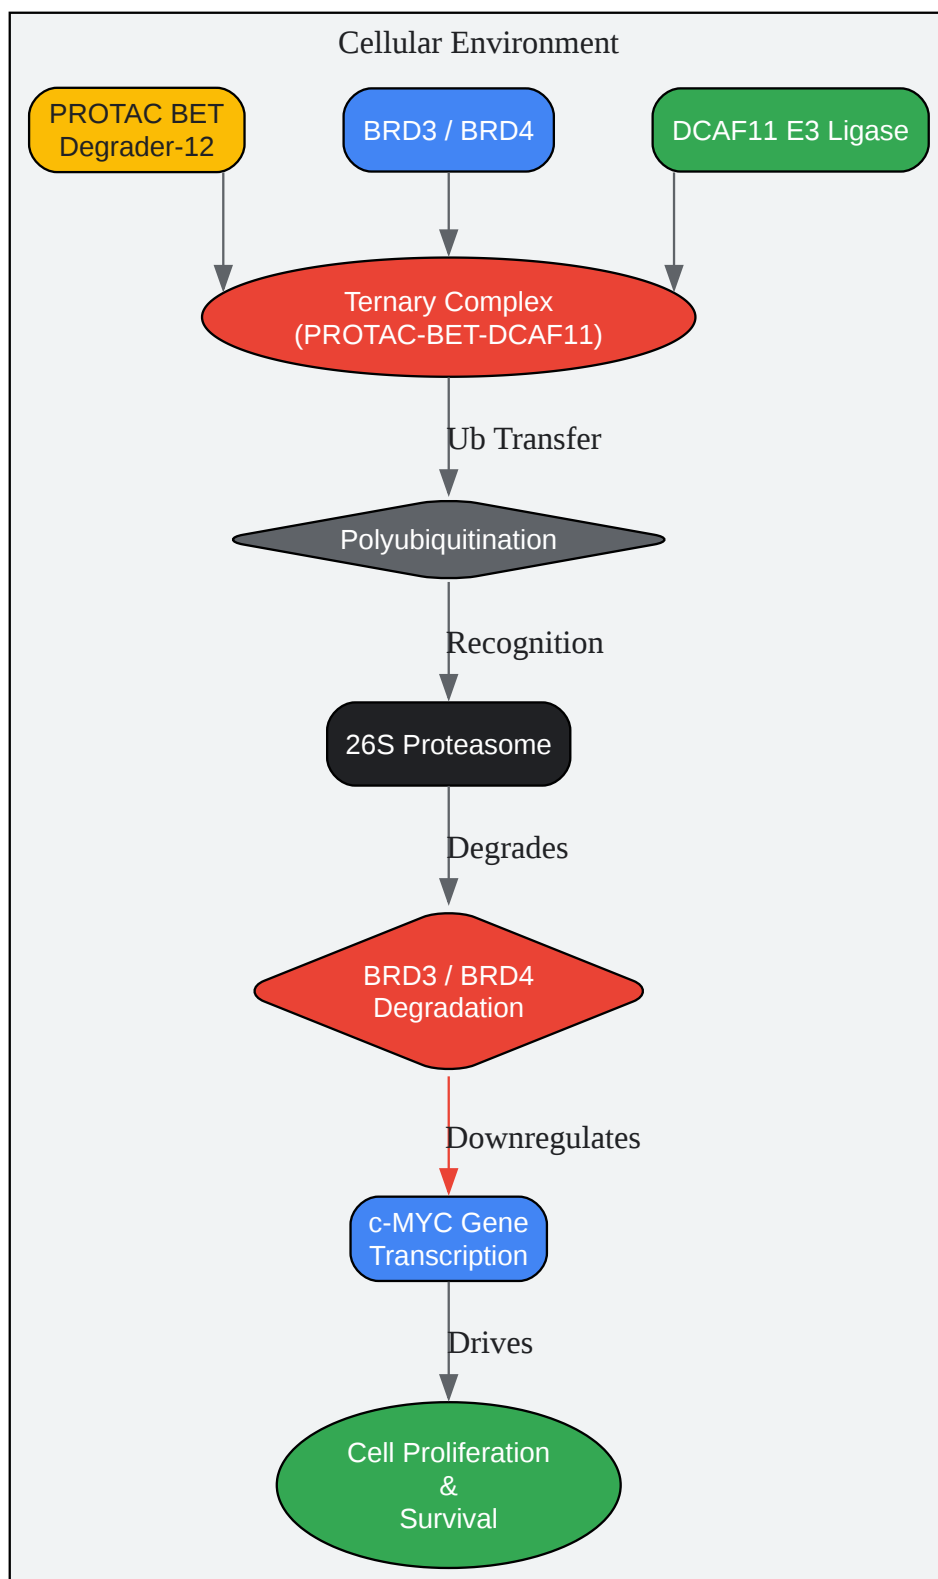 Cellular Environment
PROTAC BET
Degrader-12
BRD3 / BRD4
DCAF11 E3 Ligase
Ternary Complex
(PROTAC-BET-DCAF11)
Ub Transfer
Polyubiquitination
Recognition
26S Proteasome
Degrades
BRD3 / BRD4
Degradation
Downregulates
c-MYC Gene
Transcription
Drives
Cell Proliferation
&
Survival